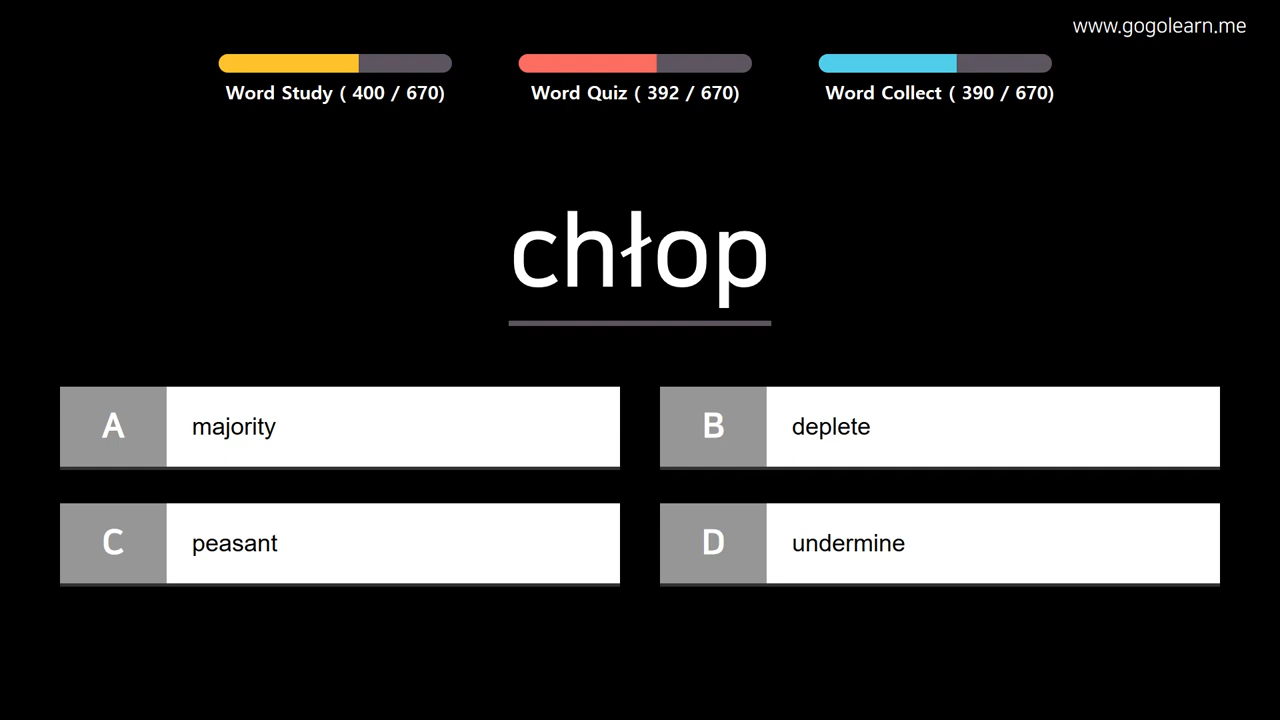 www.gogolearn.me
Word Study ( 400 / 670)
Word Quiz ( 392 / 670)
Word Collect ( 390 / 670)
chłop
A majority
B deplete
C peasant
D undermine